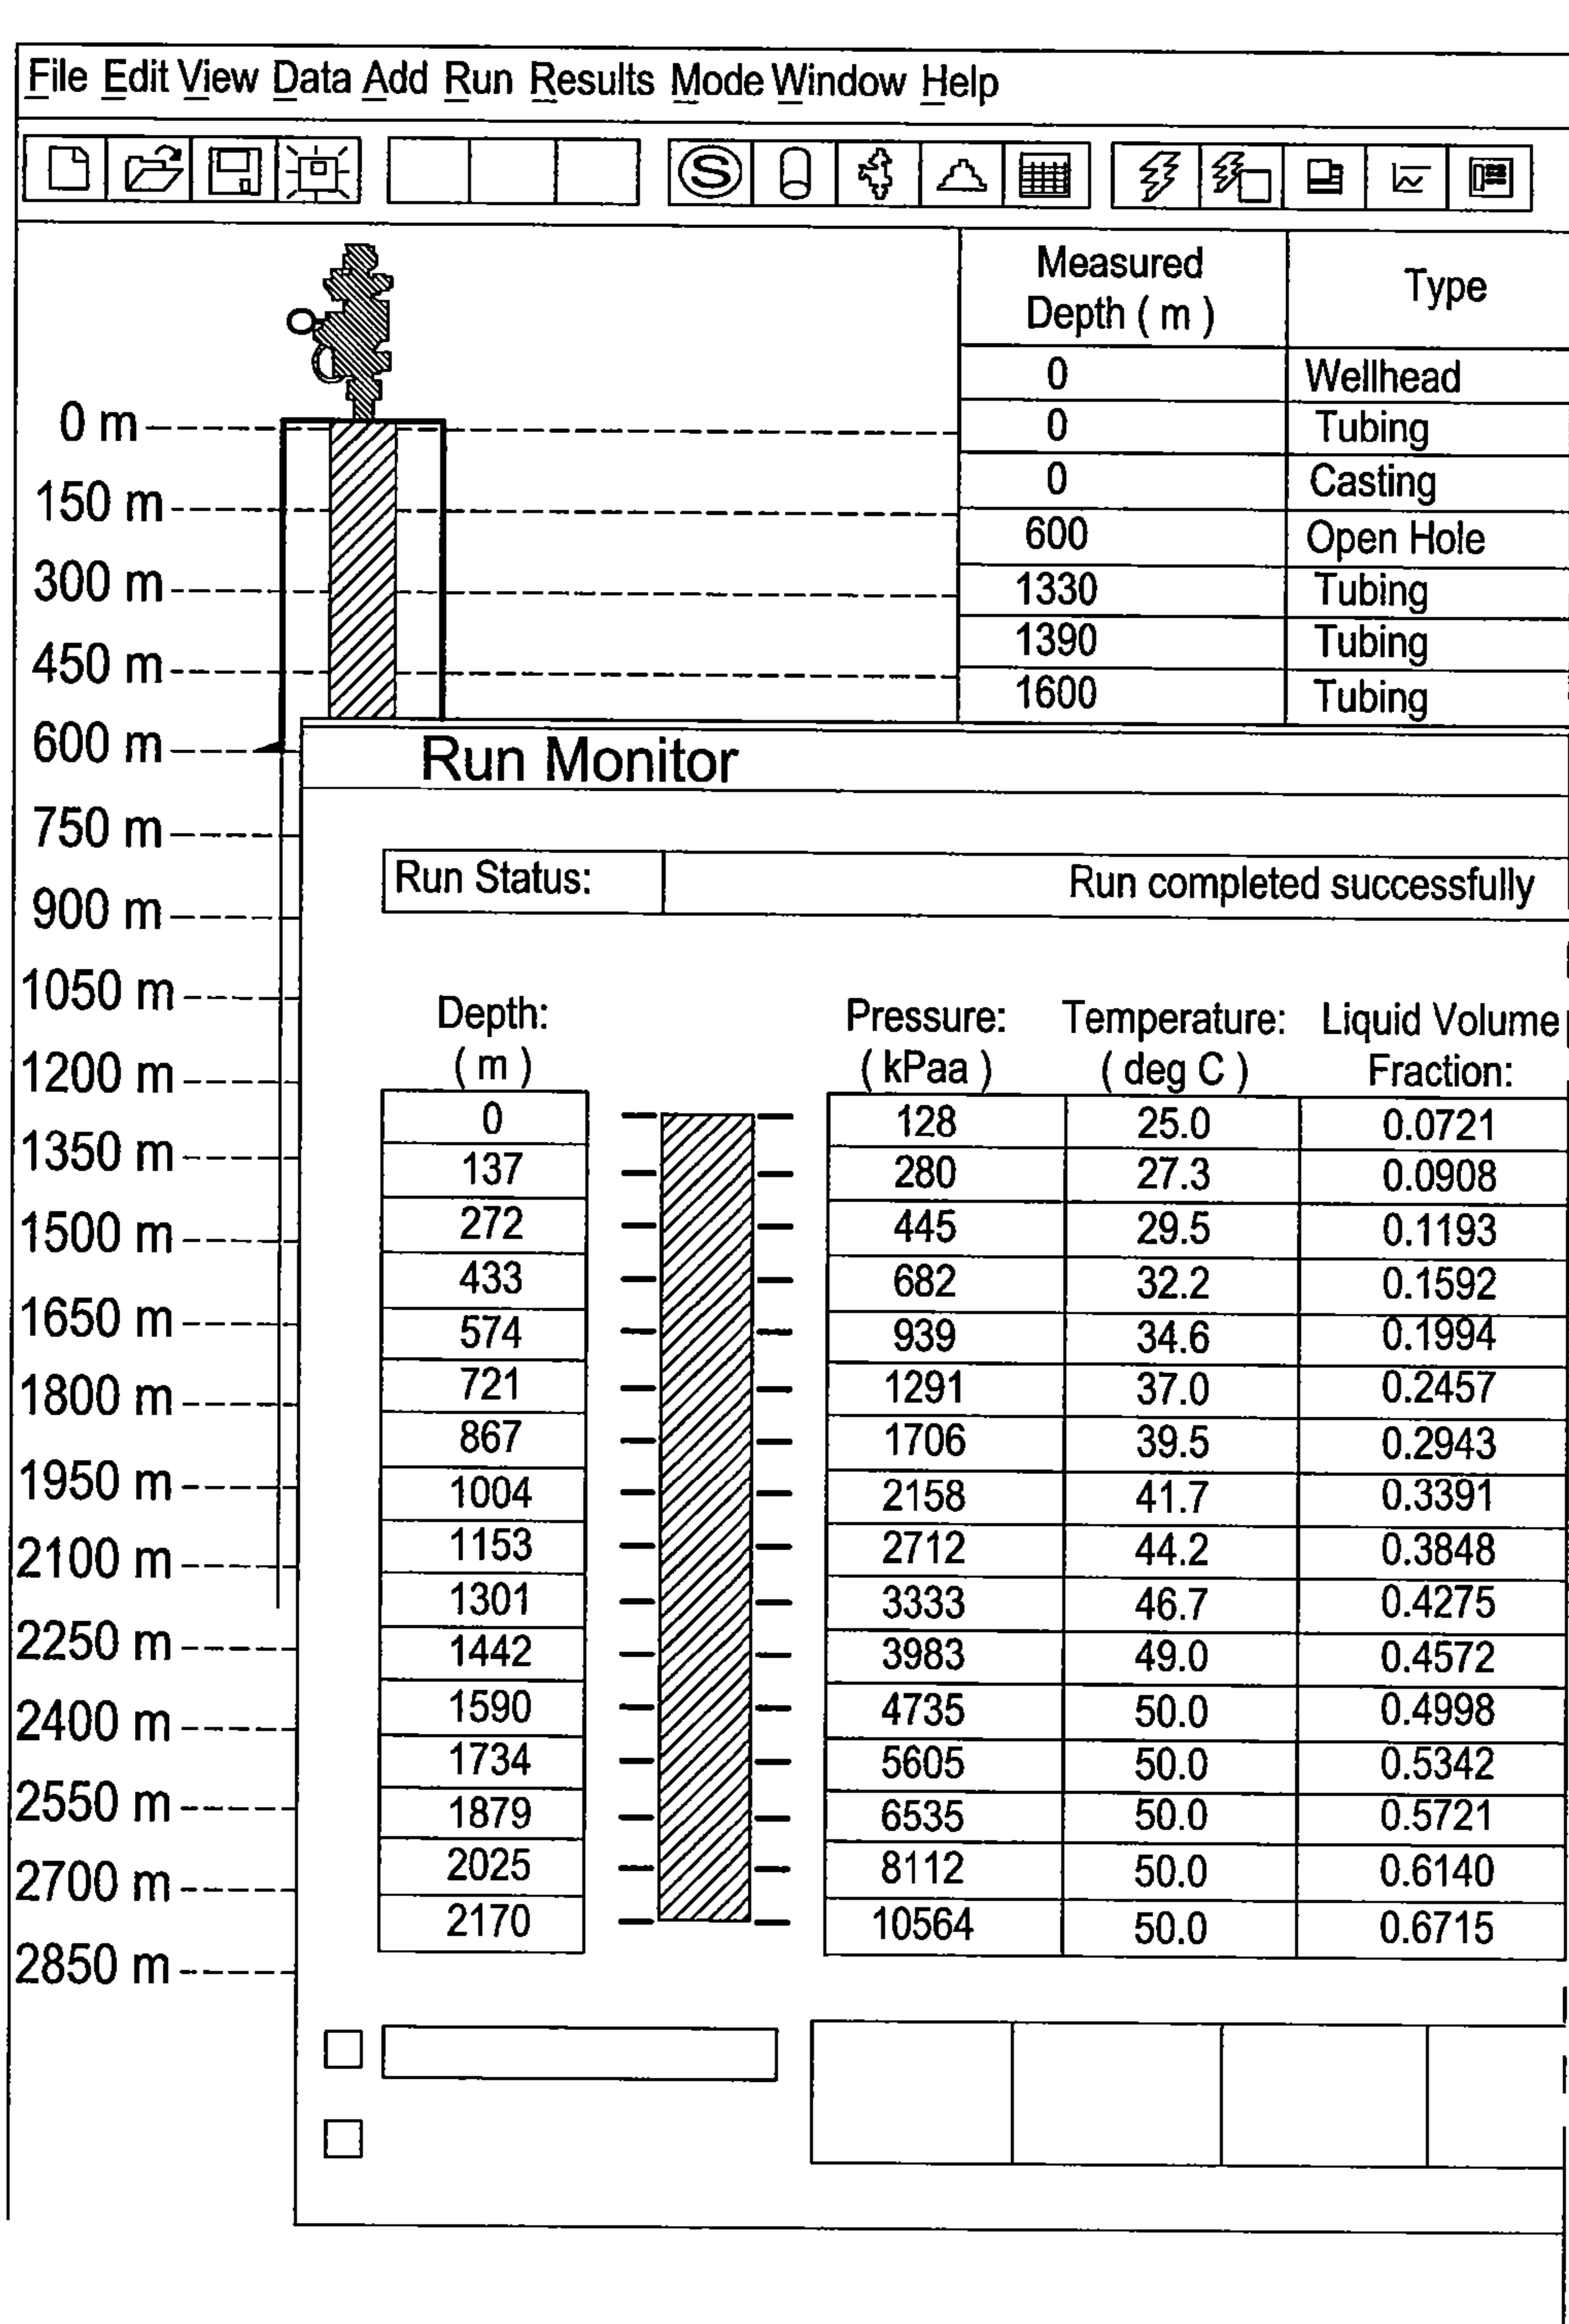 File Edit View Data Add Run Results Mode Window Help
S
Measured Depth ( m ) Type
0 Wellhead
0 Tubing
0 Casting
600 Open Hole
1330 Tubing
1390 Tubing
1600 Tubing
0 m
150 m
300 m
450 m
600 m
750 m
900 m
1050 m
1200 m
1350 m
1500 m
1650 m
1800 m
1950 m
2100 m
2250 m
2400 m
2550 m
2700 m
2850 m
Run Monitor
Run Status: Run completed successfully
Depth: Pressure: Temperature: Liquid Volume
( m ) ( kPaa ) ( deg C ) Fraction:
0 128 25.0 0.0721
137 280 27.3 0.0908
272 445 29.5 0.1193
433 682 32.2 0.1592
574 939 34.6 0.1994
721 1291 37.0 0.2457
867 1706 39.5 0.2943
1004 2158 41.7 0.3391
1153 2712 44.2 0.3848
1301 3333 46.7 0.4275
1442 3983 49.0 0.4572
1590 4735 50.0 0.4998
1734 5605 50.0 0.5342
1879 6535 50.0 0.5721
2025 8112 50.0 0.6140
2170 10564 50.0 0.6715